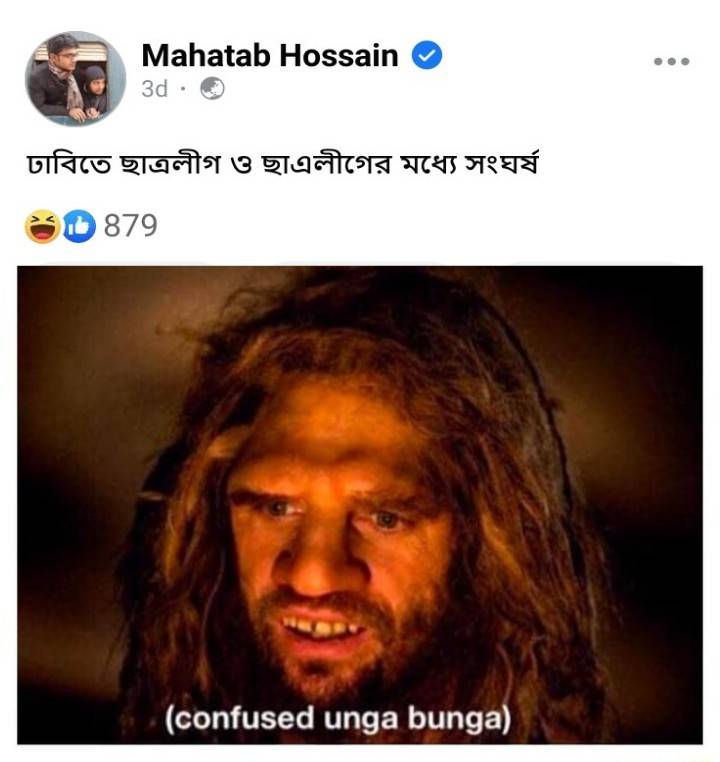 Mahatab Hossain
3d
ঢাবিতে ছাত্রলীগ ও ছাএলীগের মধ্যে সংঘর্ষ
879
(confused unga bunga)